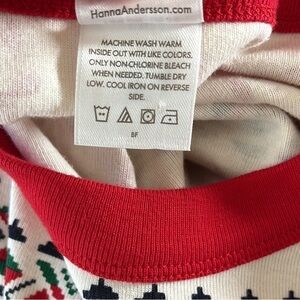 HannaAndersson.com
MACHINE WASH WARM
INSIDE OUT WITH LIKE COLORS.
ONLY NON-CHLORINE BLEACH
WHEN NEEDED. TUMBLE DRY
LOW. COOL IRON ON REVERSE
SIDE.
BF